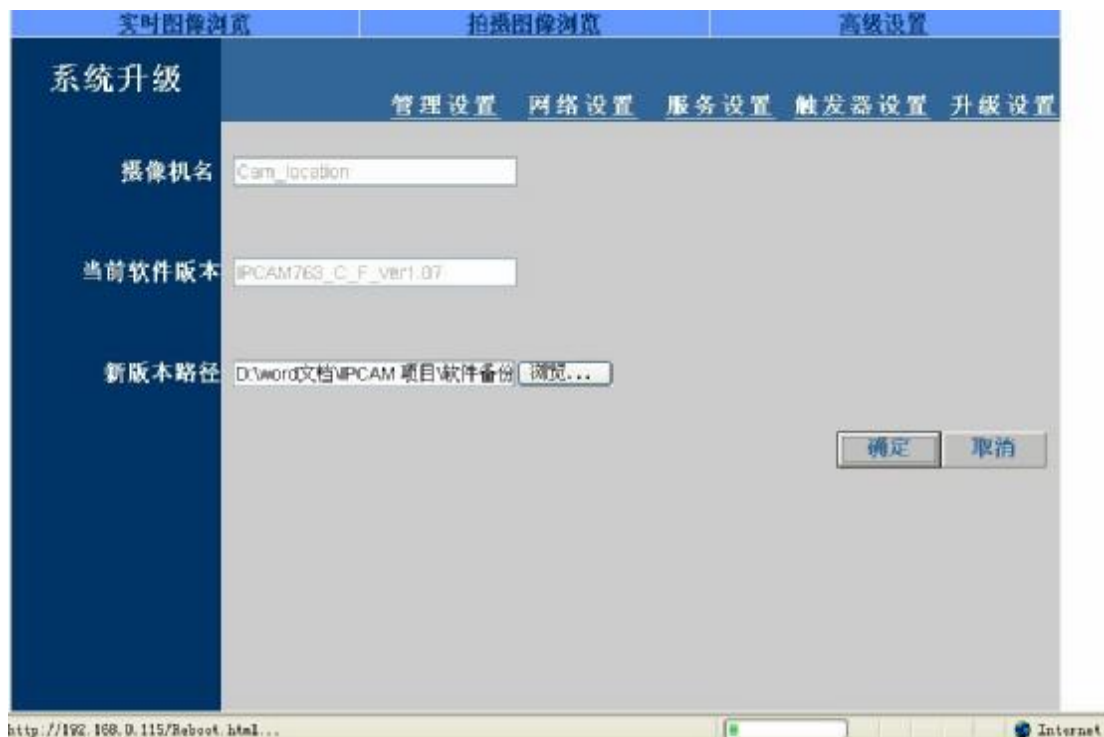 实时图像浏览 拍摄图像浏览 高级设置
系统升级
管理设置 网络设置 服务设置 触发器设置 升级设置
摄像机名 Cam_location
当前软件版本 IPCAM763_C_F_Ver1.07
新版本路径 D:\word文档\IPCAM 项目\软件备份 浏览...
确定 取消
http://192.168.0.115/Reboot.html... Internet